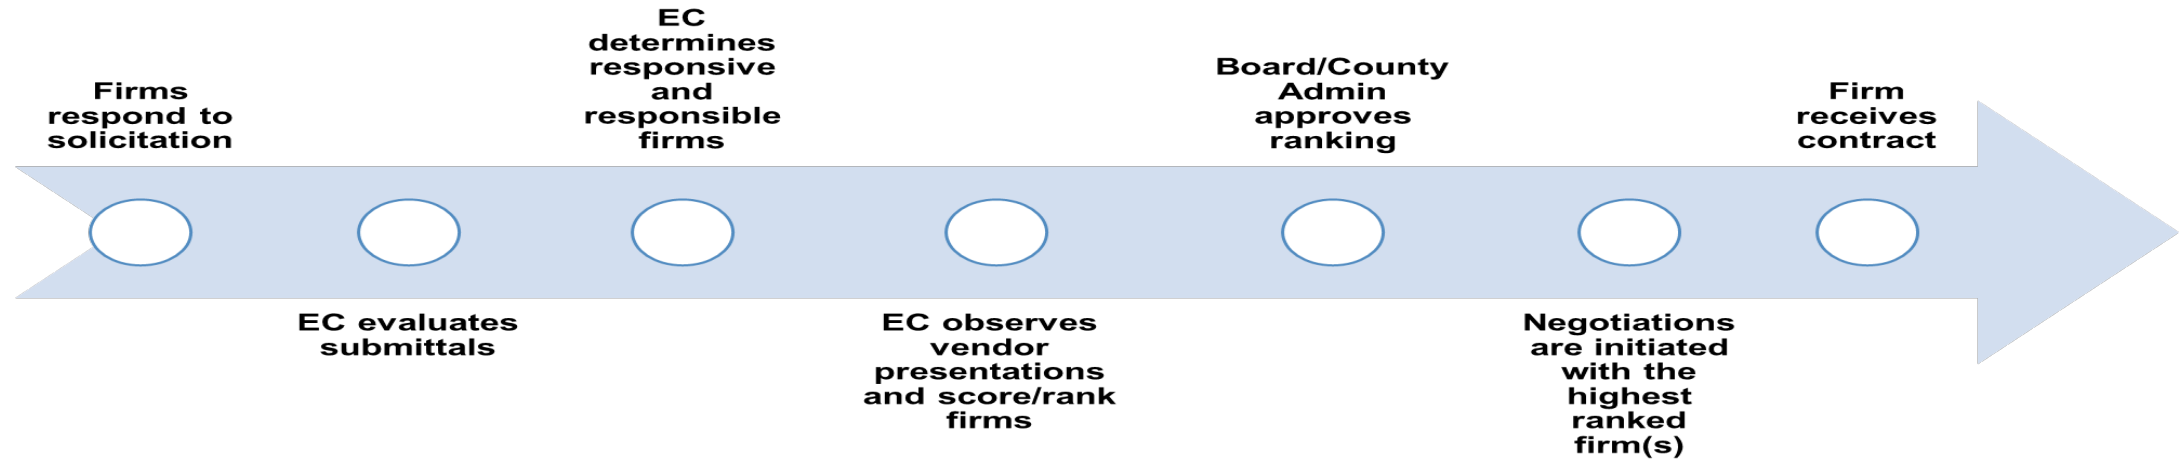 Firms
respond to
solicitation
EC evaluates
submittals
EC
determines
responsive
and
responsible
firms
EC observes
vendor
presentations
and score/rank
firms
Board/County
Admin
approves
ranking
Negotiations
are initiated
with the
highest
ranked
firm(s)
Firm
receives
contract